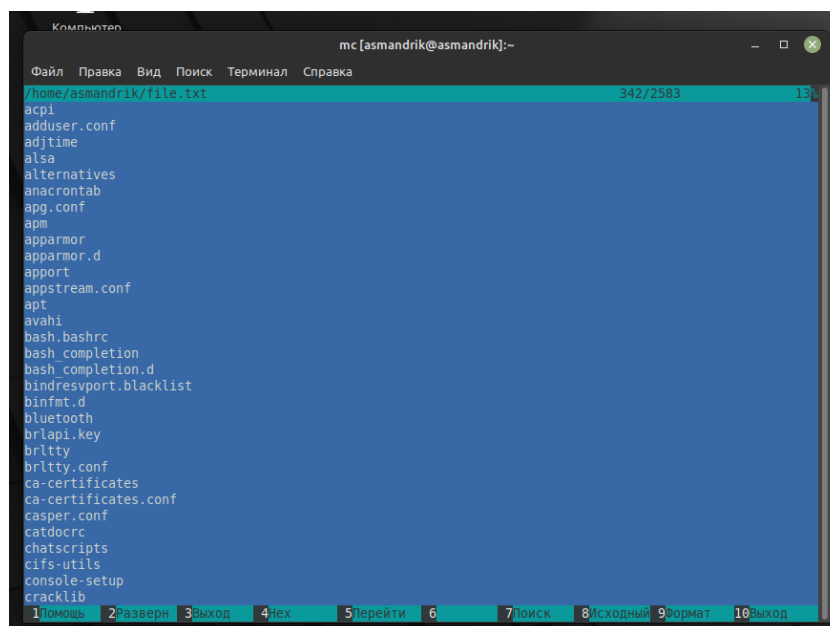 Компьютер
mc [asmandrik@asmandrik]:~
Файл Правка Вид Поиск Терминал Справка
/home/asmandrik/file.txt 342/2583 13%
acpi
adduser.conf
adjtime
alsa
alternatives
anacrontab
apg.conf
apm
apparmor
apparmor.d
apport
appstream.conf
apt
avahi
bash.bashrc
bash_completion
bash_completion.d
bindresvport.blacklist
binfmt.d
bluetooth
brlapi.key
brltty
brltty.conf
ca-certificates
ca-certificates.conf
casper.conf
catdocrc
chatscripts
cifs-utils
console-setup
cracklib
1Помощь 2Разверн 3Выход 4Hex 5Перейти 6 7Поиск 8Исходный 9Формат 10Выход